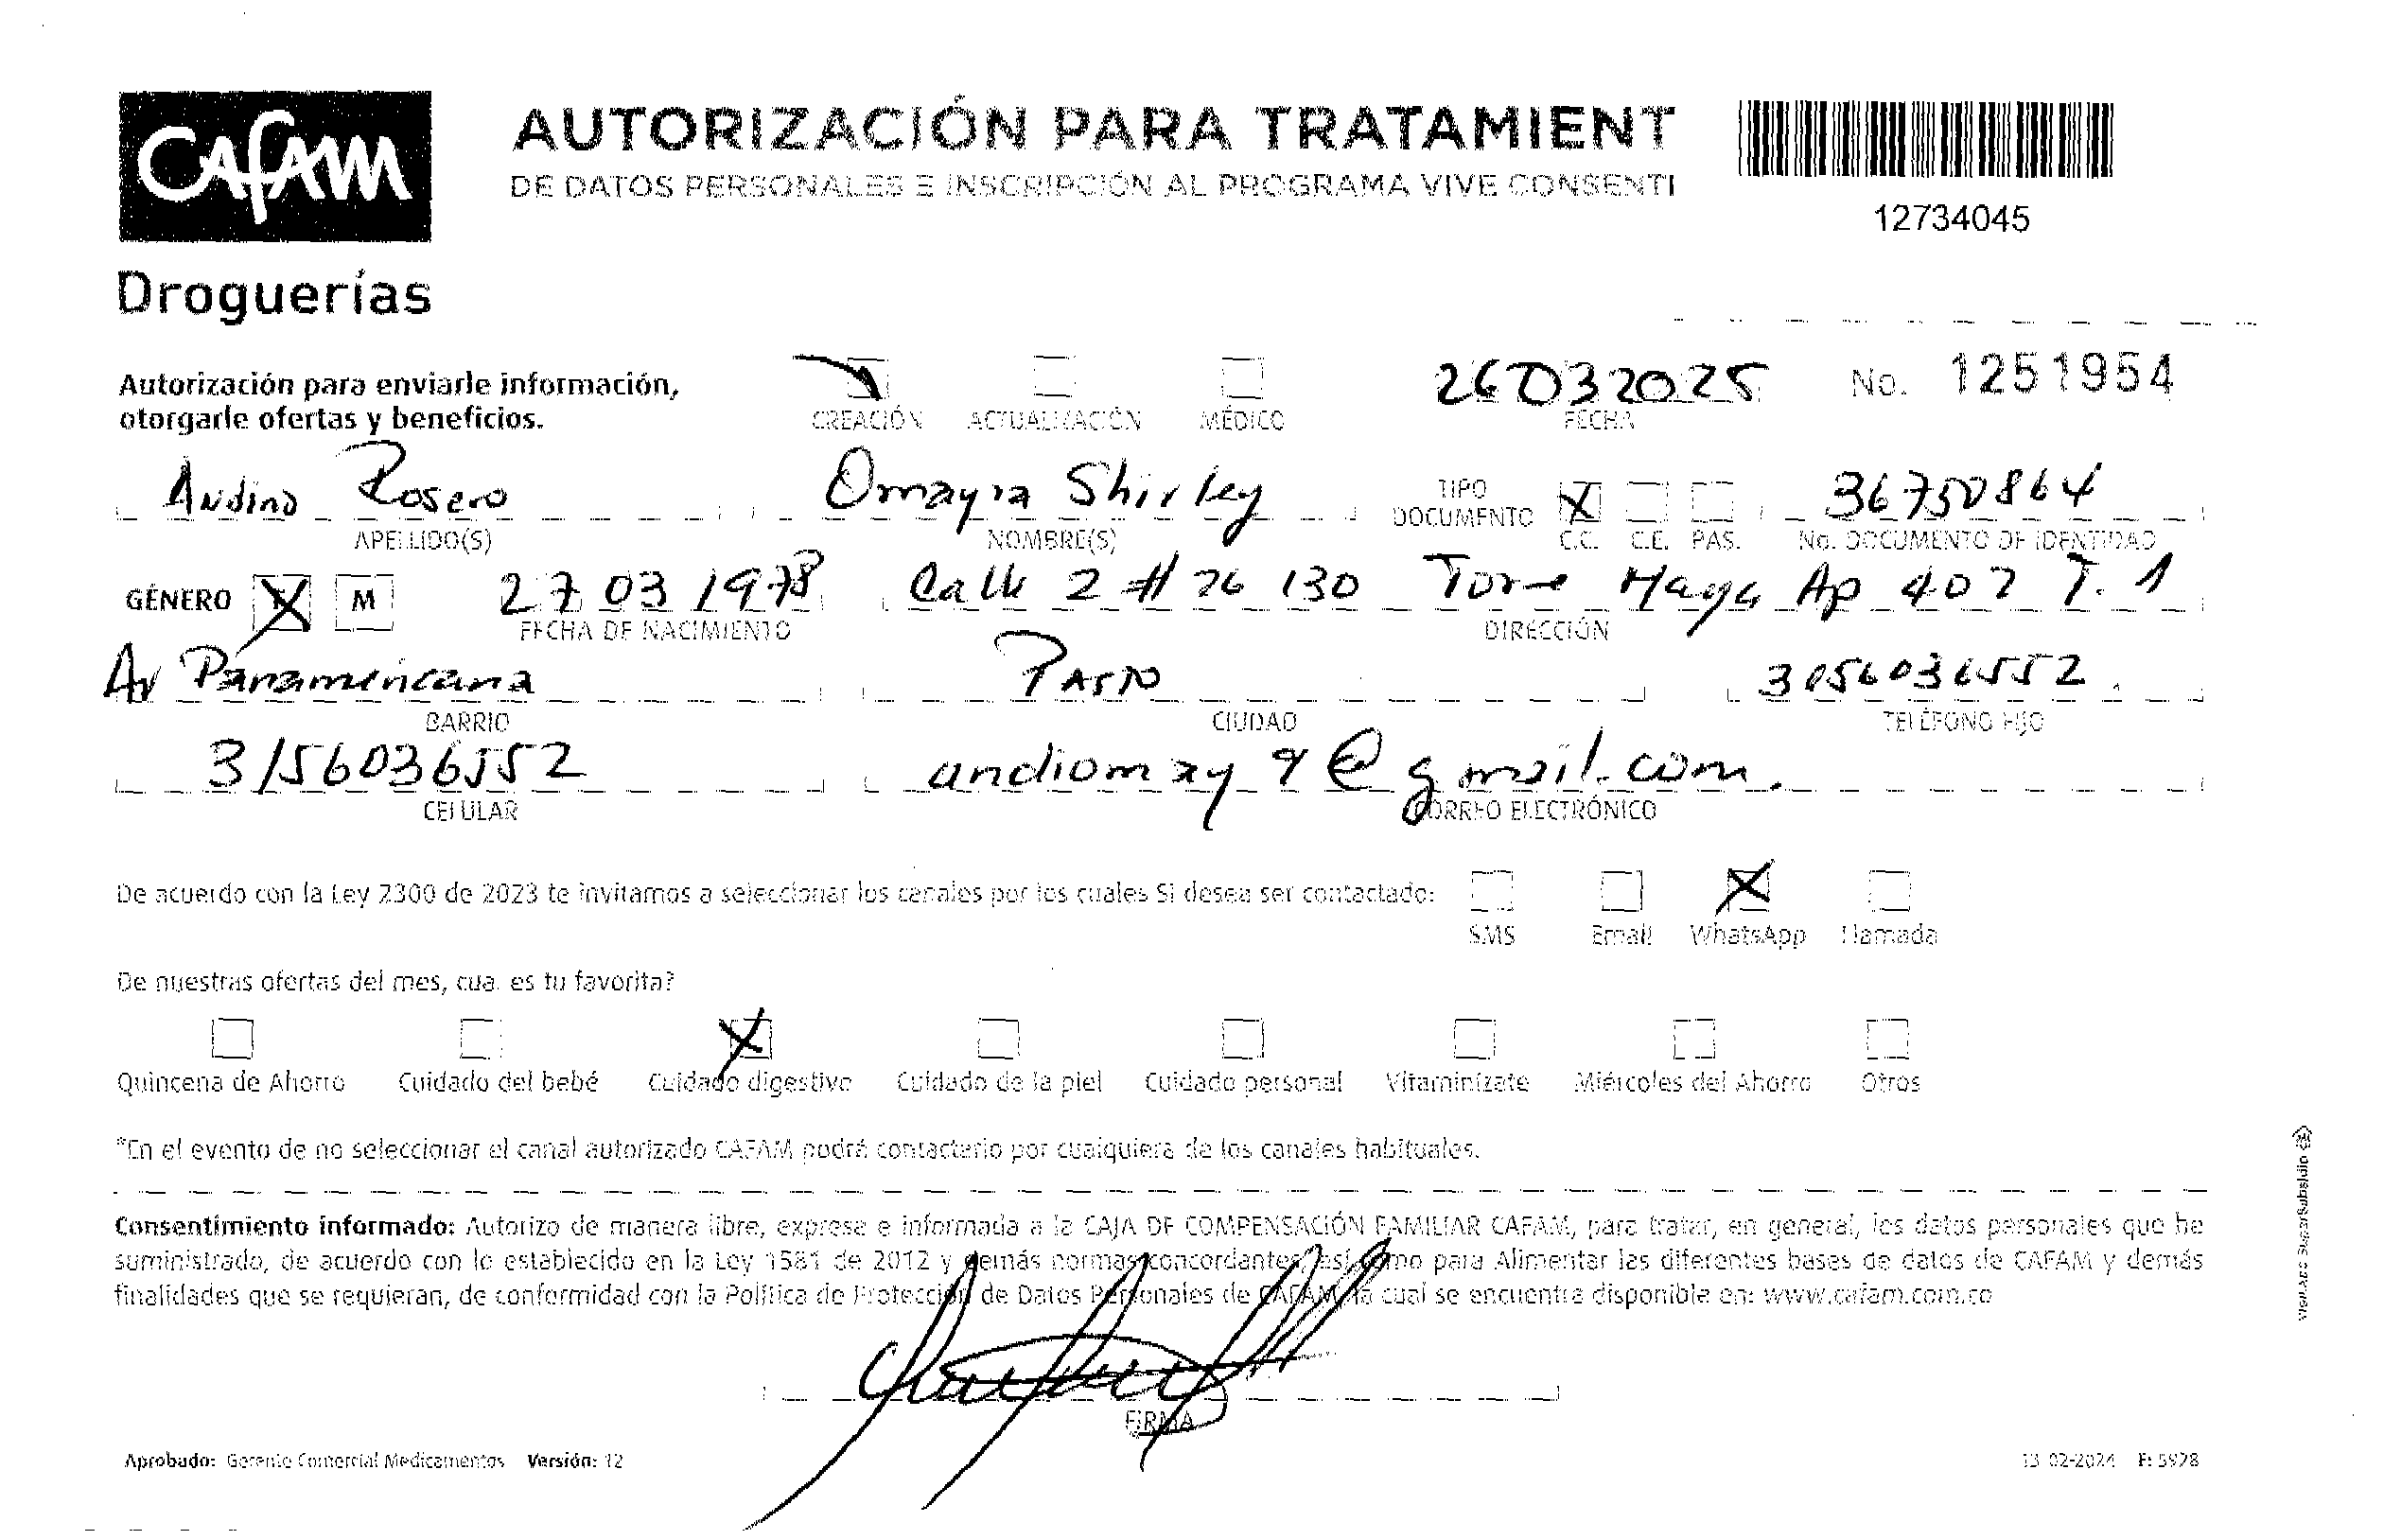 CAFAM
Droguerías
AUTORIZACIÓN PARA TRATAMIENT
DE DATOS PERSONALES E INSCRIPCIÓN AL PROGRAMA VIVE CONSENTI
12734045
Autorización para enviarle información,
otorgarle ofertas y beneficios.
CREACIÓN ACTUALIZACIÓN MÉDICO
26032025
FECHA
No. 1251954
Andino Rosero Omayra Shirley TIPO DOCUMENTO X 36750864
APELLIDO(S) NOMBRE(S) C.C. C.E. PAS. No. DOCUMENTO DE IDENTIDAD
GÉNERO X M 27 03 1978 Calle 2 # 26 130 Torre Maya Ap 402 T. 1
FECHA DE NACIMIENTO DIRECCIÓN
Av Panamericana Pasto 3156036552.
BARRIO CIUDAD TELÉFONO FIJO
3156036552 andiomay9@gmail.com.
CELULAR CORREO ELECTRÓNICO
De acuerdo con la Ley 2300 de 2023 te invitamos a seleccionar los canales por los cuales Si desea ser contactado: X
SMS Email WhatsApp Llamada
De nuestras ofertas del mes, cual es tu favorita?
X
Quincena de Ahorro Cuidado del bebé Cuidado digestivo Cuidado de la piel Cuidado personal Vitaminízate Miércoles del Ahorro Otros
*En el evento de no seleccionar el canal autorizado CAFAM podrá contactarlo por cualquiera de los canales habituales.
Consentimiento informado: Autorizo de manera libre, expresa e informada a la CAJA DE COMPENSACIÓN FAMILIAR CAFAM, para tratar, en general, los datos personales que he
suministrado, de acuerdo con lo establecido en la Ley 1581 de 2012 y demás normas concordantes, así como para Alimentar las diferentes bases de datos de CAFAM y demás
finalidades que se requieran, de conformidad con la Política de Protección de Datos Personales de CAFAM, la cual se encuentra disponible en: www.cafam.com.co
FIRMA
Aprobado: Gerente Comercial Medicamentos Versión: 12
13-02-2024 F: 5928
VIGILADO SuperSubsidio